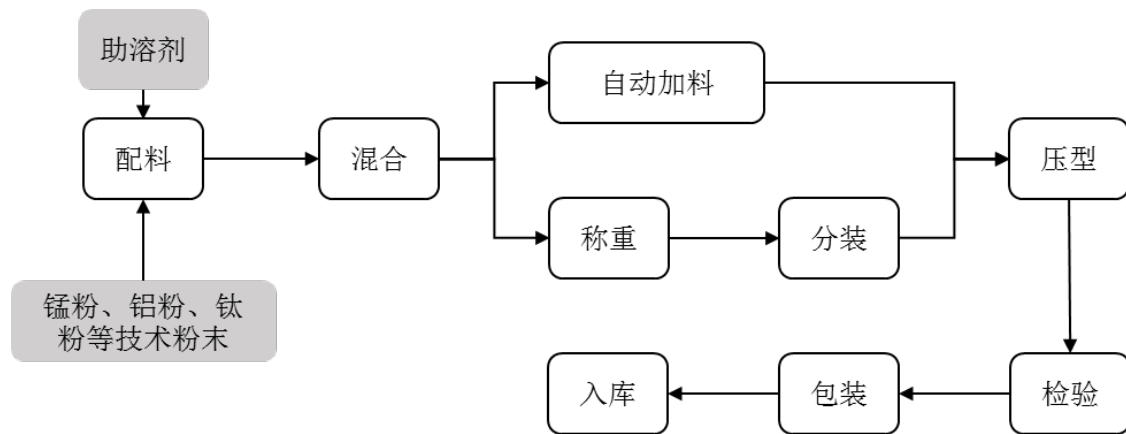 助溶剂
配料
混合
自动加料
压型
称重
分装
锰粉、铝粉、钛
粉等技术粉末
入库
包装
检验